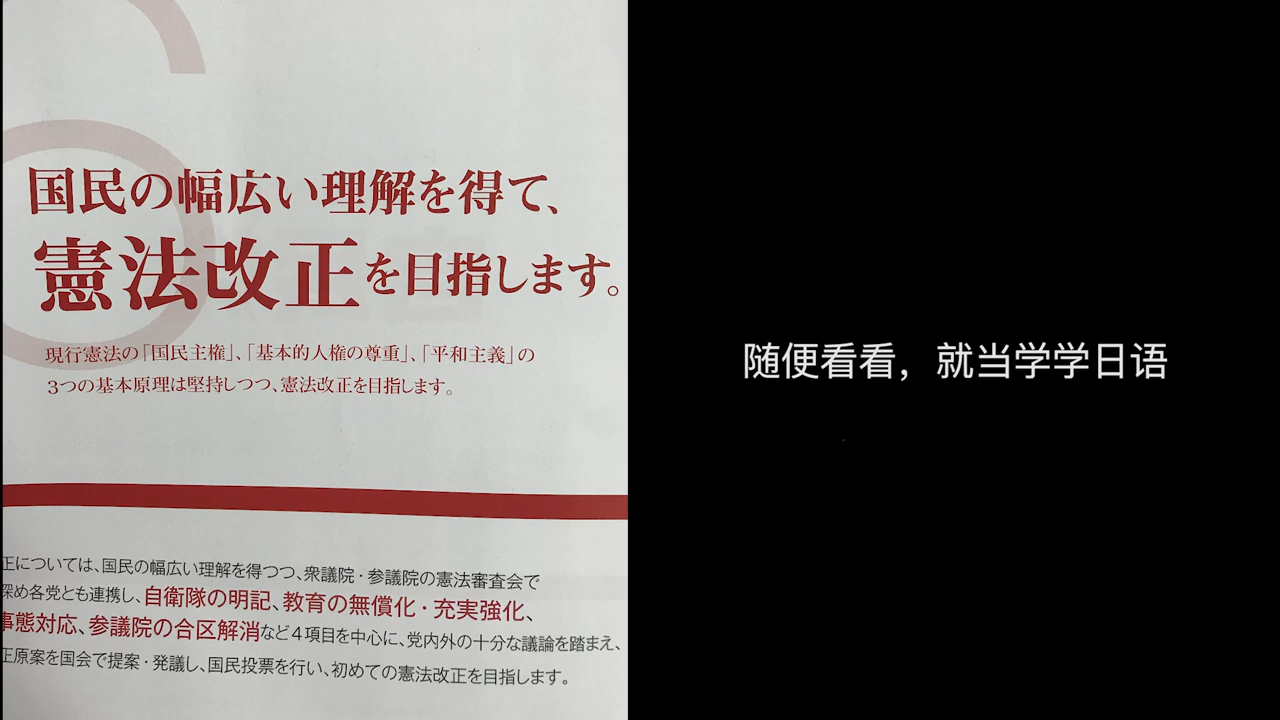 国民の幅広い理解を得て、
憲法改正を目指します。
現行憲法の「国民主権」、「基本的人権の尊重」、「平和主義」の
３つの基本原理は堅持しつつ、憲法改正を目指します。
正については、国民の幅広い理解を得つつ、衆議院・参議院の憲法審査会で
深め各党とも連携し、自衛隊の明記、教育の無償化・充実強化、
事態対応、参議院の合区解消など４項目を中心に、党内外の十分な議論を踏まえ、
正原案を国会で提案・発議し、国民投票を行い、初めての憲法改正を目指します。
随便看看，就当学学日语